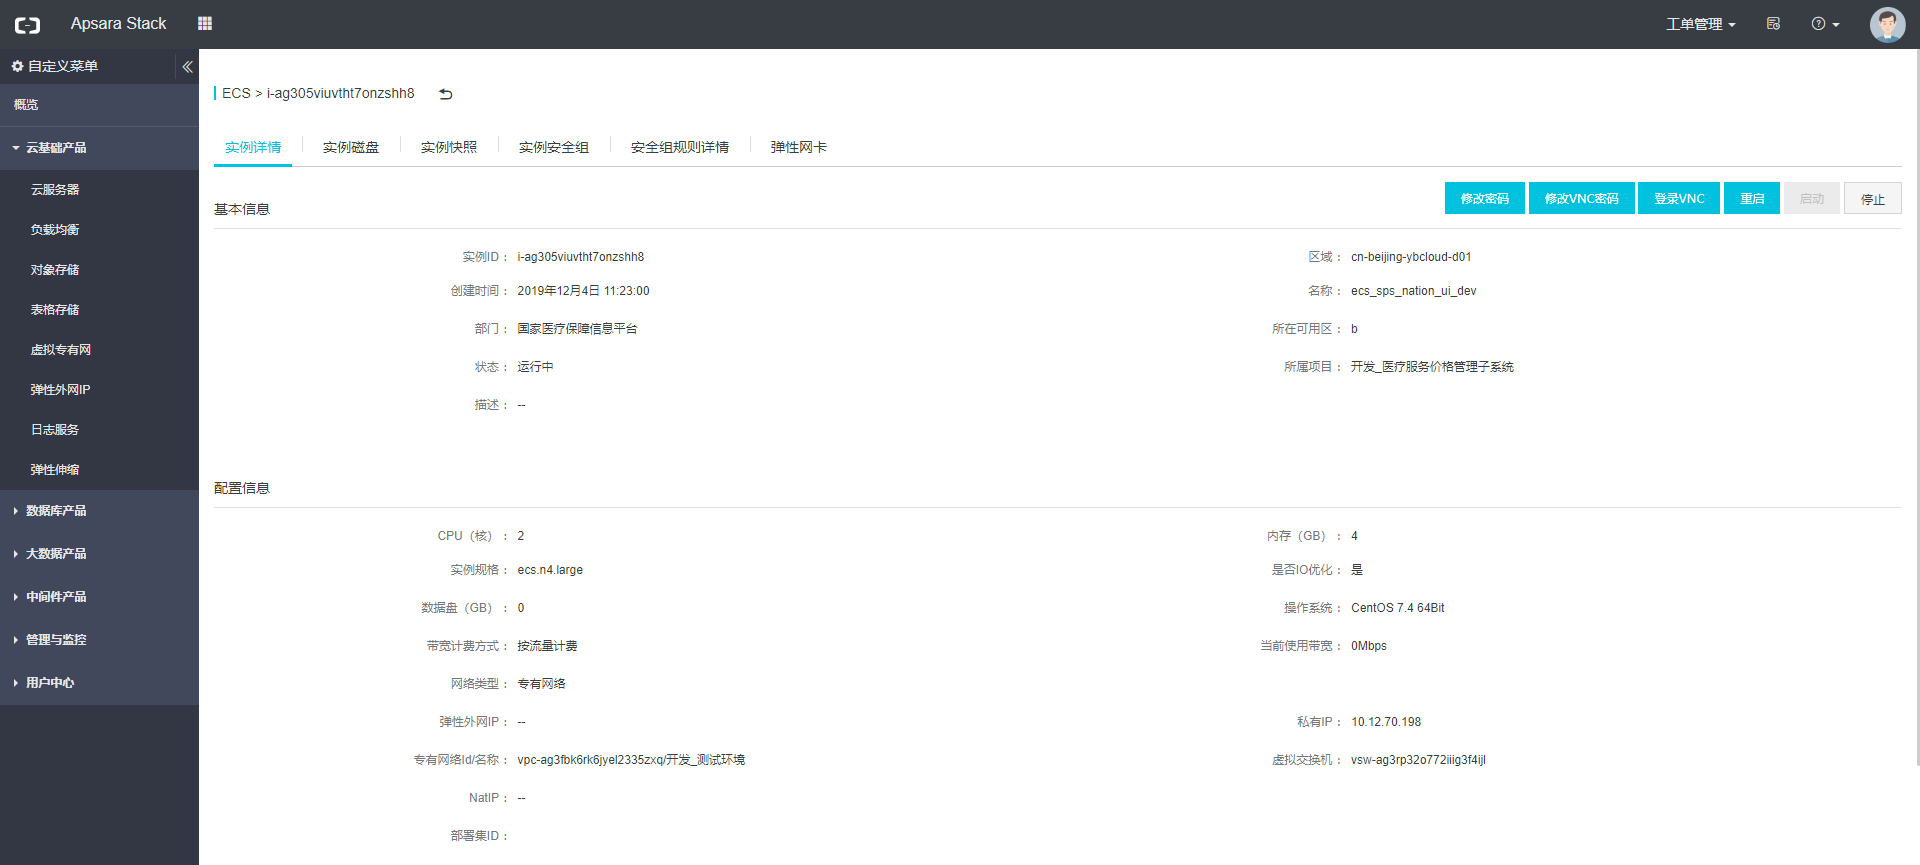 Apsara Stack
工单管理
自定义菜单
概览
云基础产品
云服务器
负载均衡
对象存储
表格存储
虚拟专有网
弹性外网IP
日志服务
弹性伸缩
数据库产品
大数据产品
中间件产品
管理与监控
用户中心
ECS > i-ag305viuvtht7onzshh8
实例详情 实例磁盘 实例快照 实例安全组 安全组规则详情 弹性网卡
修改密码 修改VNC密码 登录VNC 重启 启动 停止
基本信息
实例ID： i-ag305viuvtht7onzshh8 区域： cn-beijing-ybcloud-d01
创建时间： 2019年12月4日 11:23:00 名称： ecs_sps_nation_ui_dev
部门： 国家医疗保障信息平台 所在可用区： b
状态： 运行中 所属项目： 开发_医疗服务价格管理子系统
描述： --
配置信息
CPU（核）： 2 内存（GB）： 4
实例规格： ecs.n4.large 是否IO优化： 是
数据盘（GB）： 0 操作系统： CentOS 7.4 64Bit
带宽计费方式： 按流量计费 当前使用带宽： 0Mbps
网络类型： 专有网络
弹性外网IP： -- 私有IP： 10.12.70.198
专有网络Id/名称： vpc-ag3fbk6rk6jyel2335zxq/开发_测试环境 虚拟交换机： vsw-ag3rp32o772iiig3f4ijl
NatIP： --
部署集ID：